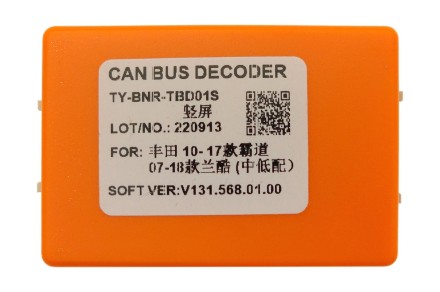 CAN BUS DECODER
TY-BNR-TBD01S
竖屏
LOT/NO.: 220913
FOR: 丰田 10-17款霸道
07-18款兰酷 (中低配)
SOFT VER:V131.568.01.00